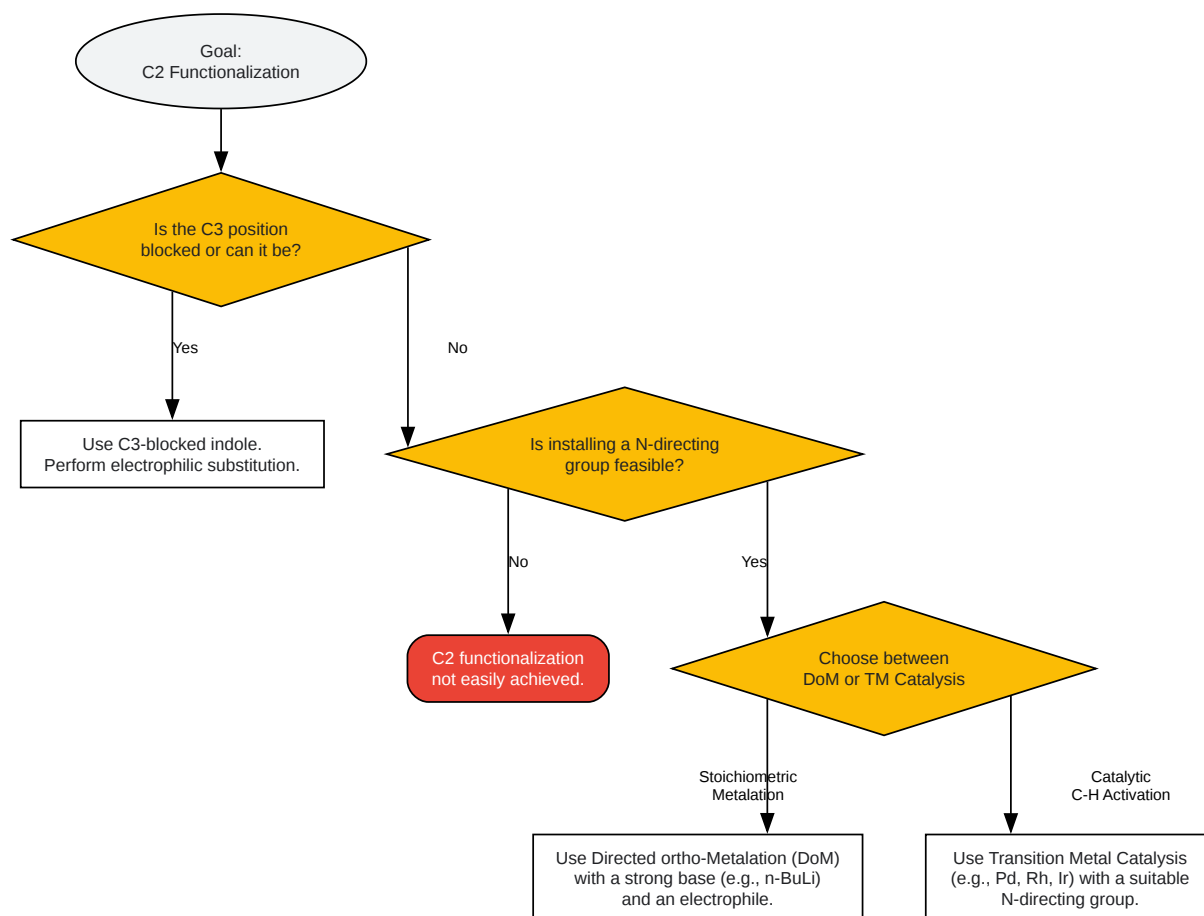 Goal:
C2 Functionalization
Is the C3 position
blocked or can it be?
Yes
No
Use C3-blocked indole.
Perform electrophilic substitution.
Is installing a N-directing
group feasible?
No
Yes
C2 functionalization
not easily achieved.
Choose between
DoM or TM Catalysis
Stoichiometric
Metalation
Catalytic
C-H Activation
Use Directed ortho-Metalation (DoM)
with a strong base (e.g., n-BuLi)
and an electrophile.
Use Transition Metal Catalysis
(e.g., Pd, Rh, Ir) with a suitable
N-directing group.